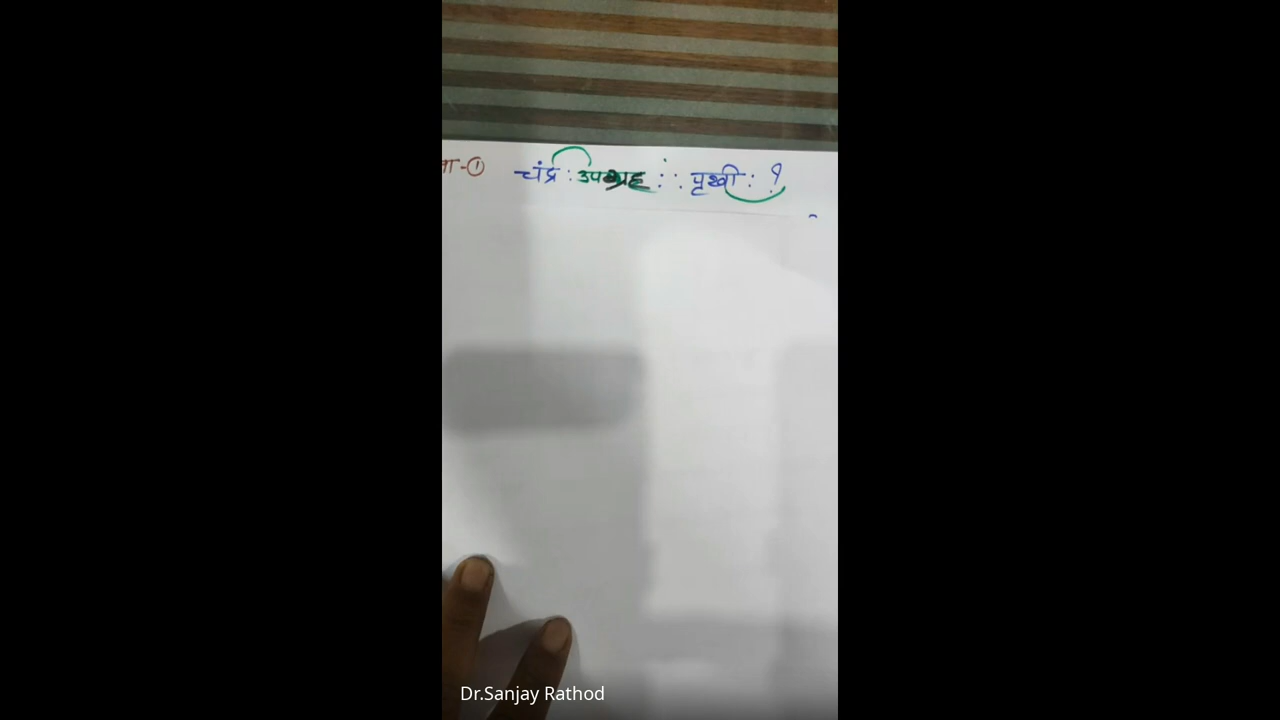 चंद्र : उपग्रह :: पृथ्वी : ?
Dr.Sanjay Rathod